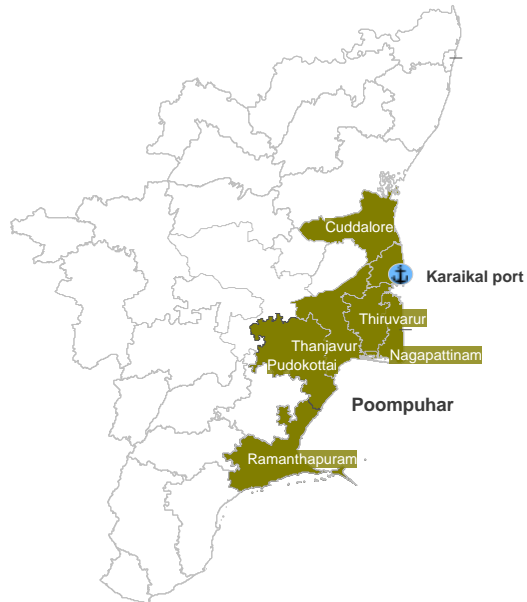 Cuddalore
Karaikal port
Thiruvarur
Thanjavur
Nagapattinam
Pudokottai
Poompuhar
Ramanthapuram